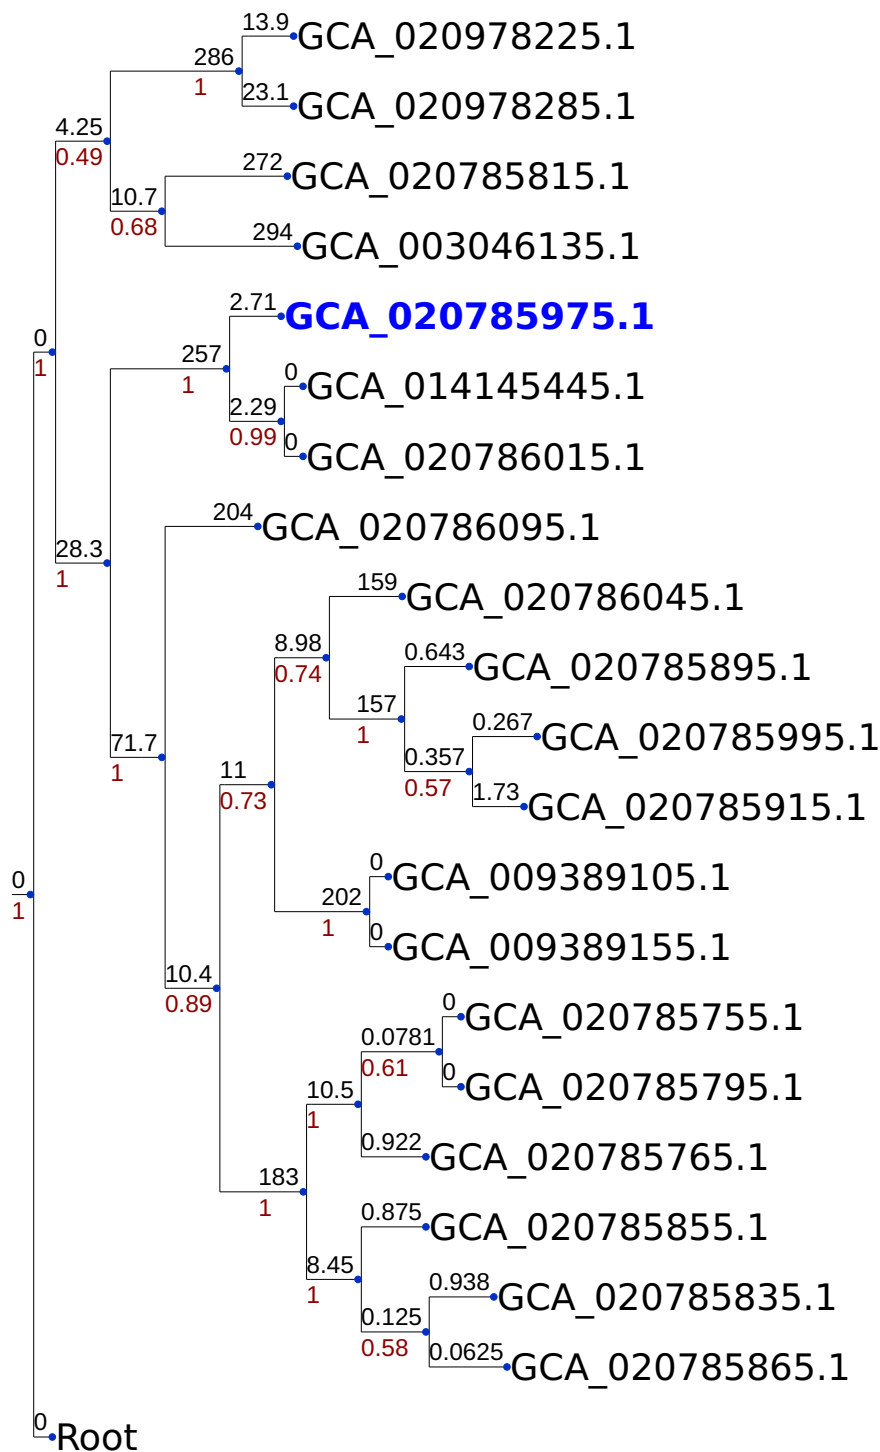 13.9
GCA_020978225.1
286
1
23.1
GCA_020978285.1
4.25
0.49
272
GCA_020785815.1
10.7
0.68
294
GCA_003046135.1
2.71
GCA_020785975.1
0
1
257
1
0
GCA_014145445.1
2.29
0.99
0
GCA_020786015.1
204
GCA_020786095.1
28.3
1
159
GCA_020786045.1
8.98
0.74
0.643
GCA_020785895.1
157
1
0.267
GCA_020785995.1
71.7
1
0.357
0.57
11
0.73
1.73
GCA_020785915.1
0
GCA_009389105.1
0
1
202
1
0
GCA_009389155.1
10.4
0.89
0
GCA_020785755.1
0.0781
0.61
0
GCA_020785795.1
10.5
1
0.922
GCA_020785765.1
183
1
0.875
GCA_020785855.1
8.45
1
0.938
GCA_020785835.1
0.125
0.58
0.0625
GCA_020785865.1
0
Root